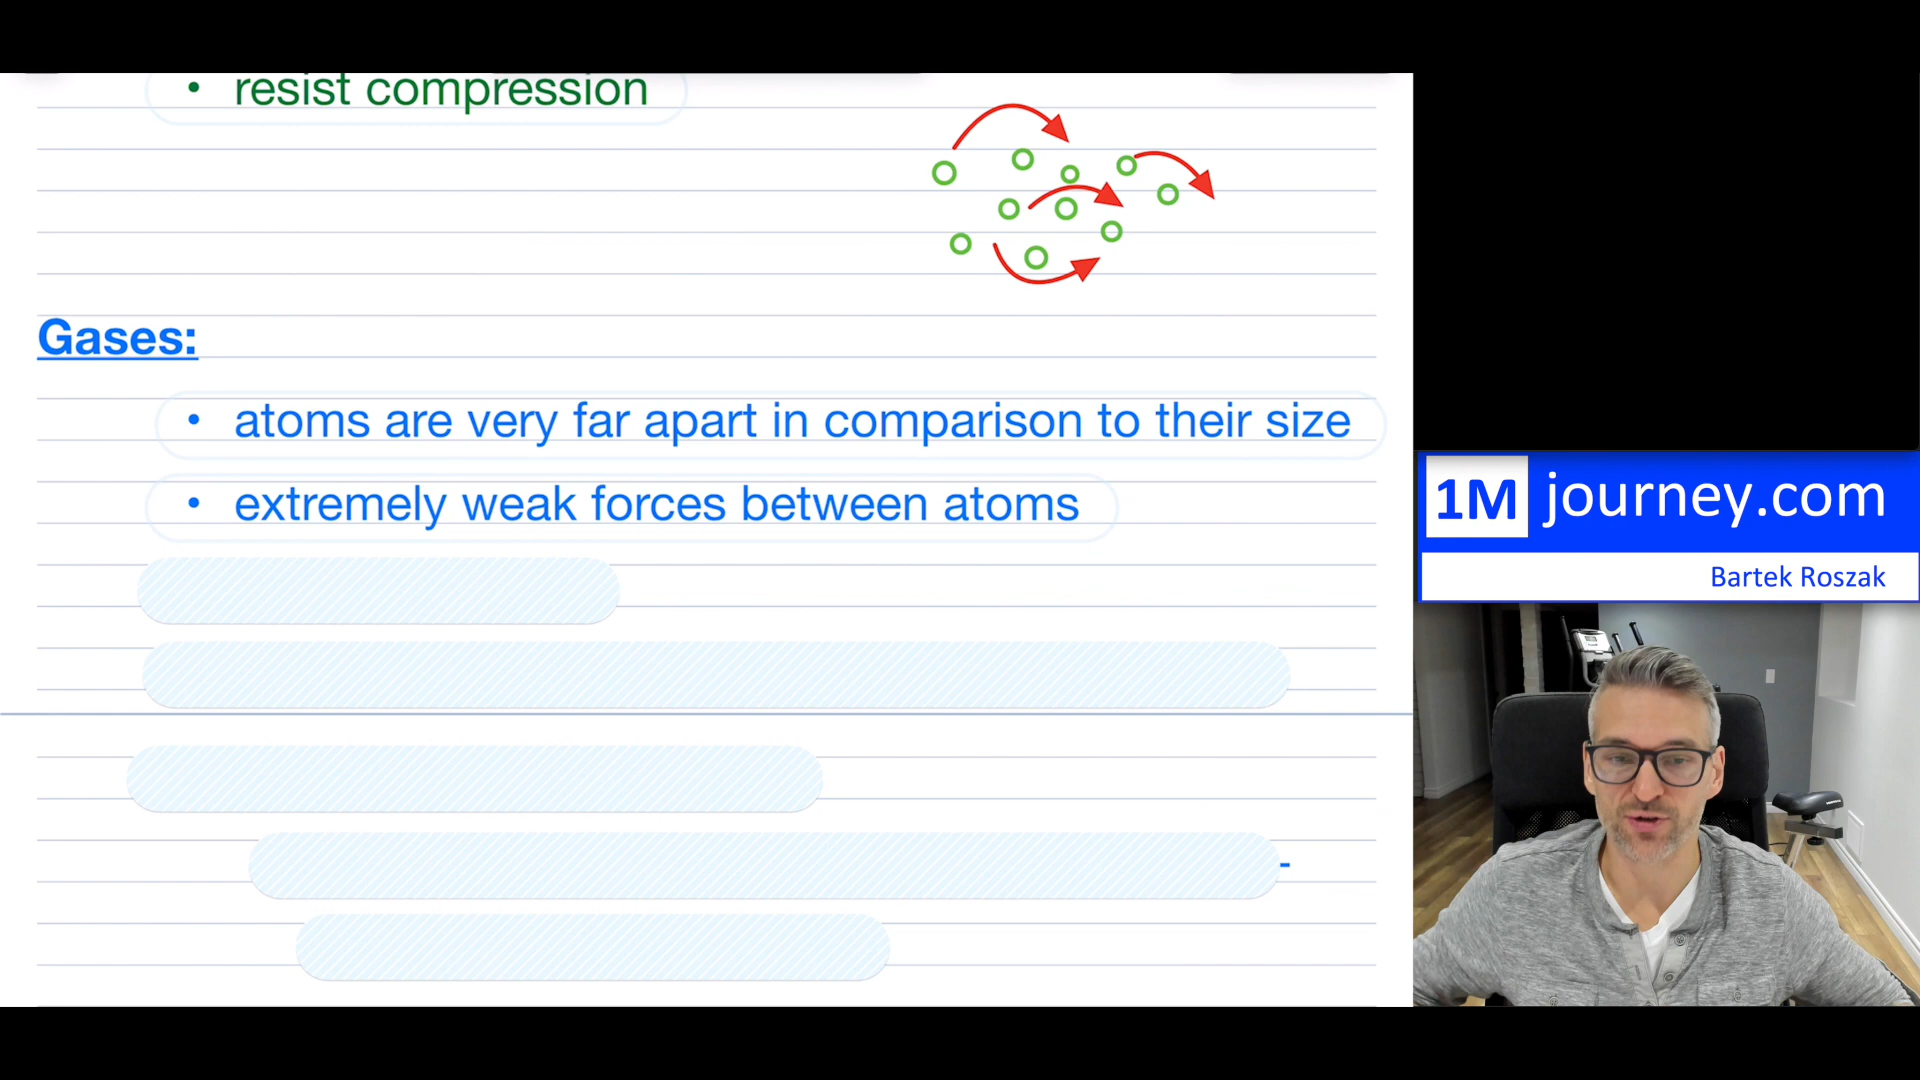 • resist compression
Gases:
• atoms are very far apart in comparison to their size
• extremely weak forces between atoms
-
1M journey.com
Bartek Roszak